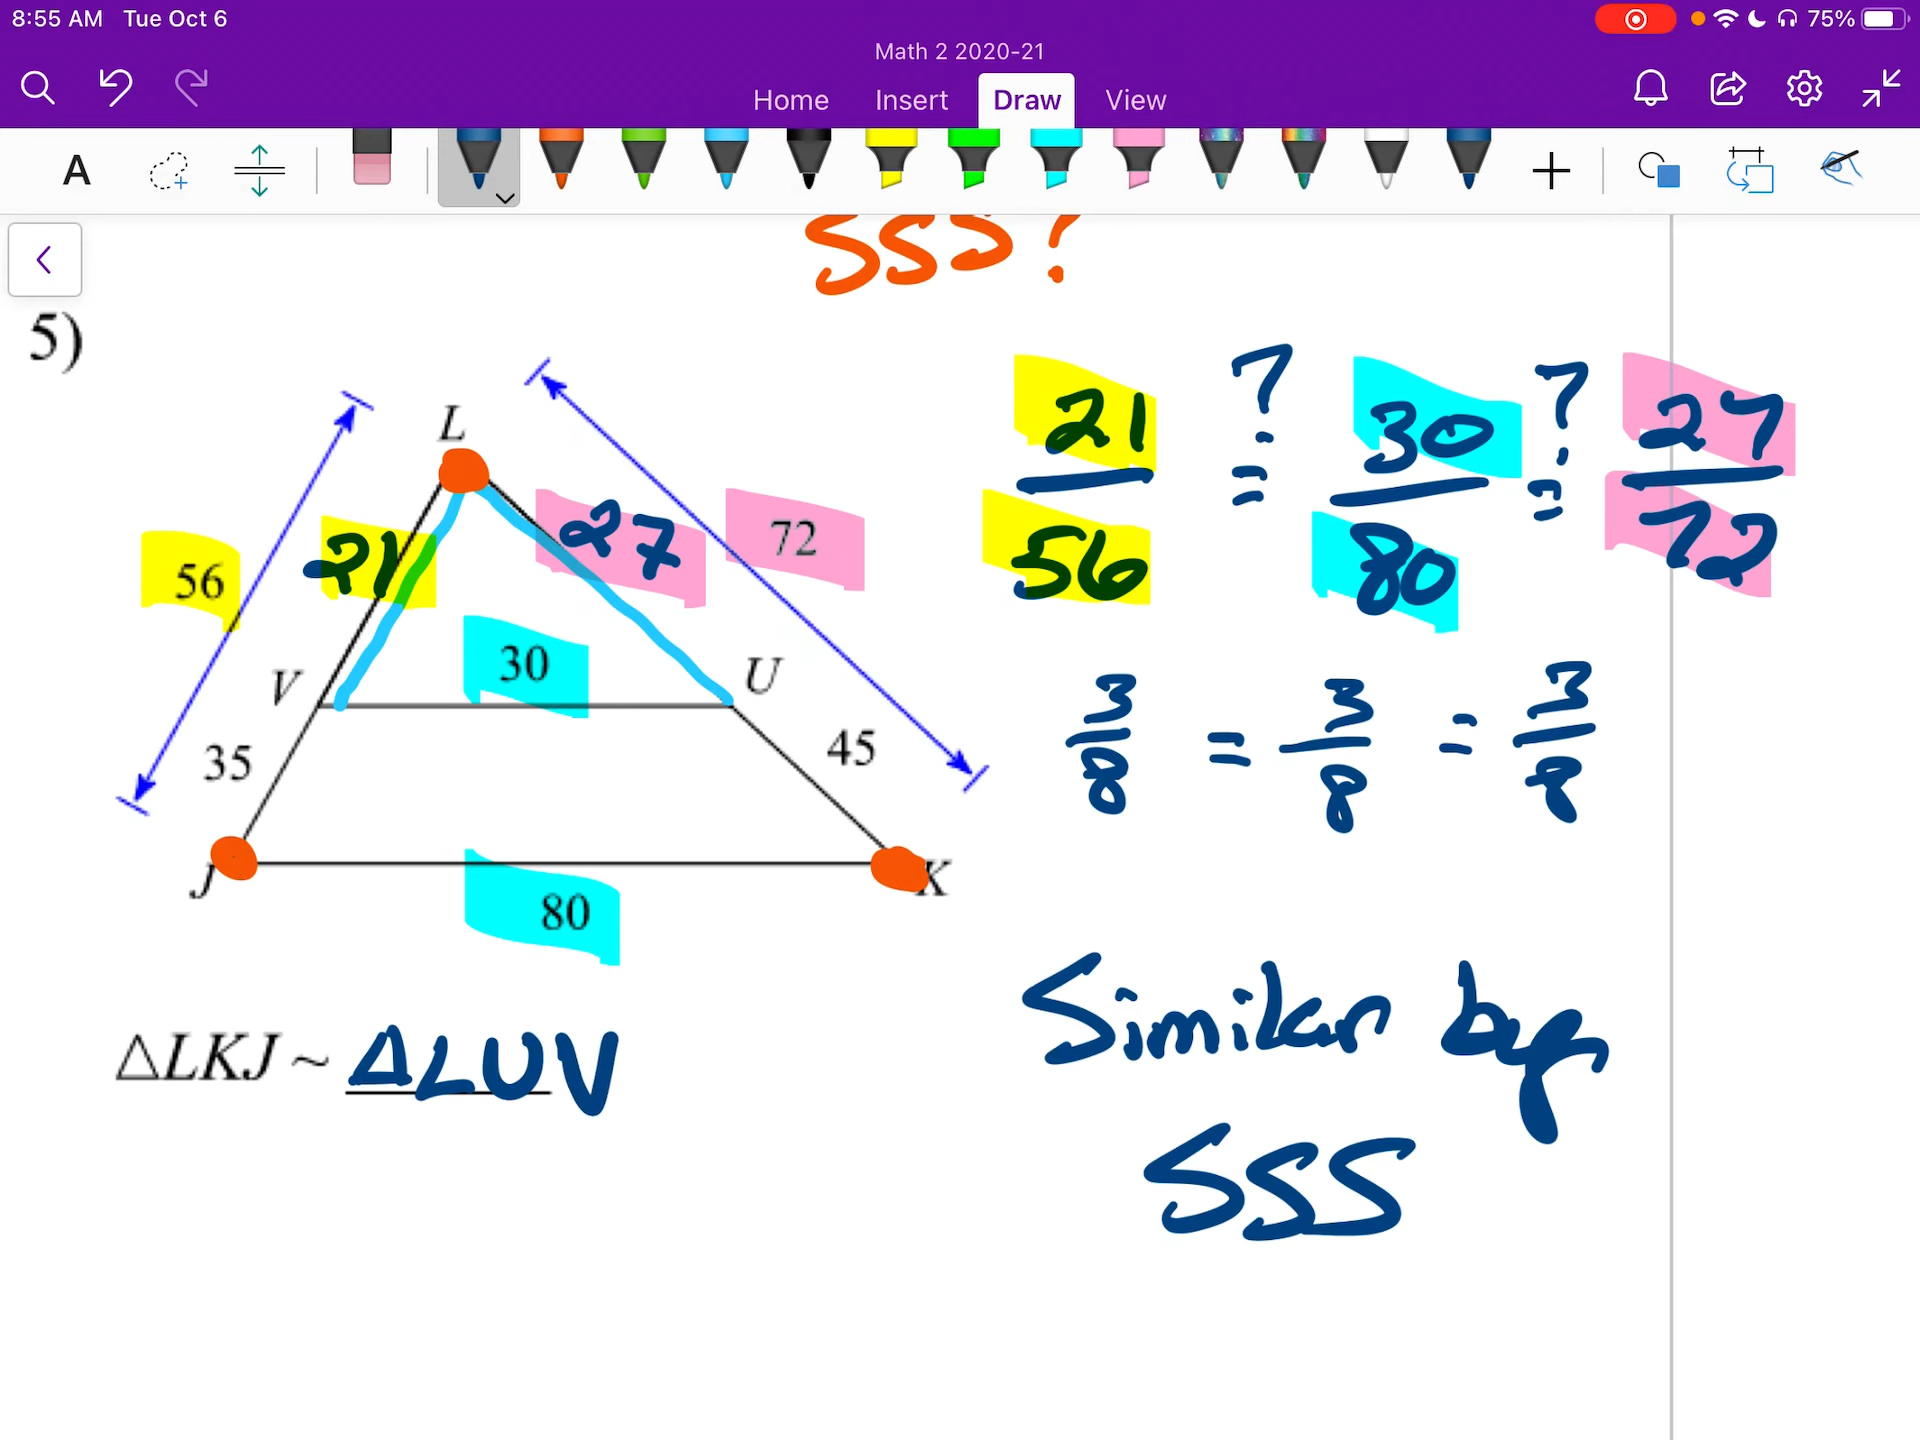 8:55 AM Tue Oct 6
75%
Math 2 2020-21
Home Insert Draw View
A
SSS?
5)
L
56
21
27
72
30
V
U
35
45
J
K
80
△LKJ ~ △LUV
21/56 ?= 30/80 ?= 27/72
3/8 = 3/8 = 3/8
Similar by
SSS